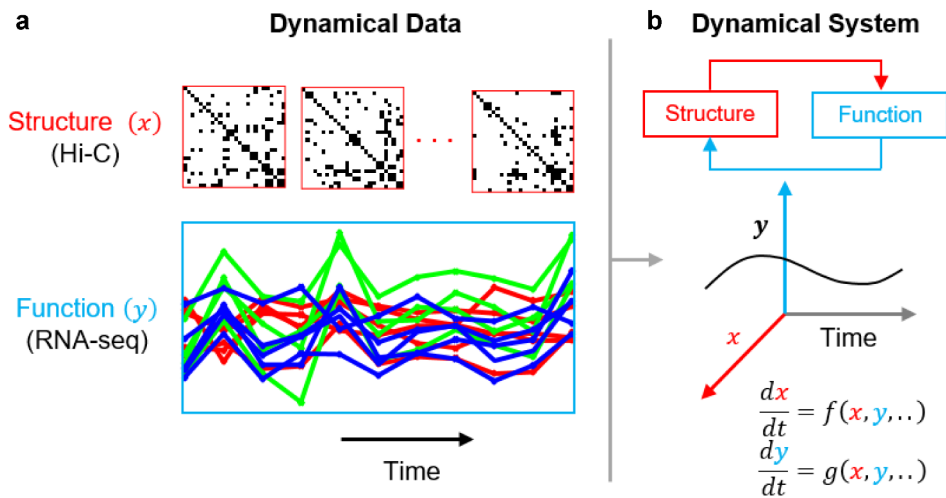 a
Dynamical Data
Structure (x)
(Hi-C)
. . .
Function (y)
(RNA-seq)
Time
b
Dynamical System
Structure
Function
y
x
Time
dx/dt = f(x, y, . .)
dy/dt = g(x, y, . .)